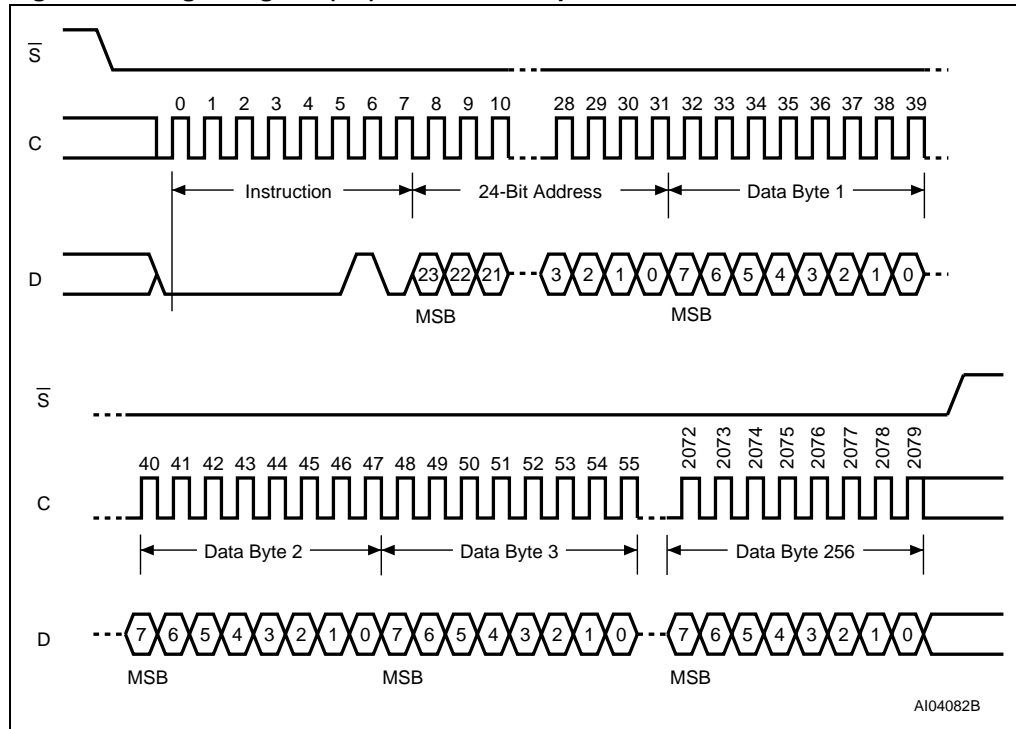 S
0 1 2 3 4 5 6 7 8 9 10 28 29 30 31 32 33 34 35 36 37 38 39
C
Instruction 24-Bit Address Data Byte 1
D
23 22 21 3 2 1 0 7 6 5 4 3 2 1 0
MSB MSB
S
2072 2073 2074 2075 2076 2077 2078 2079
40 41 42 43 44 45 46 47 48 49 50 51 52 53 54 55
C
Data Byte 2 Data Byte 3 Data Byte 256
D
7 6 5 4 3 2 1 0 7 6 5 4 3 2 1 0 7 6 5 4 3 2 1 0
MSB MSB MSB
AI04082B